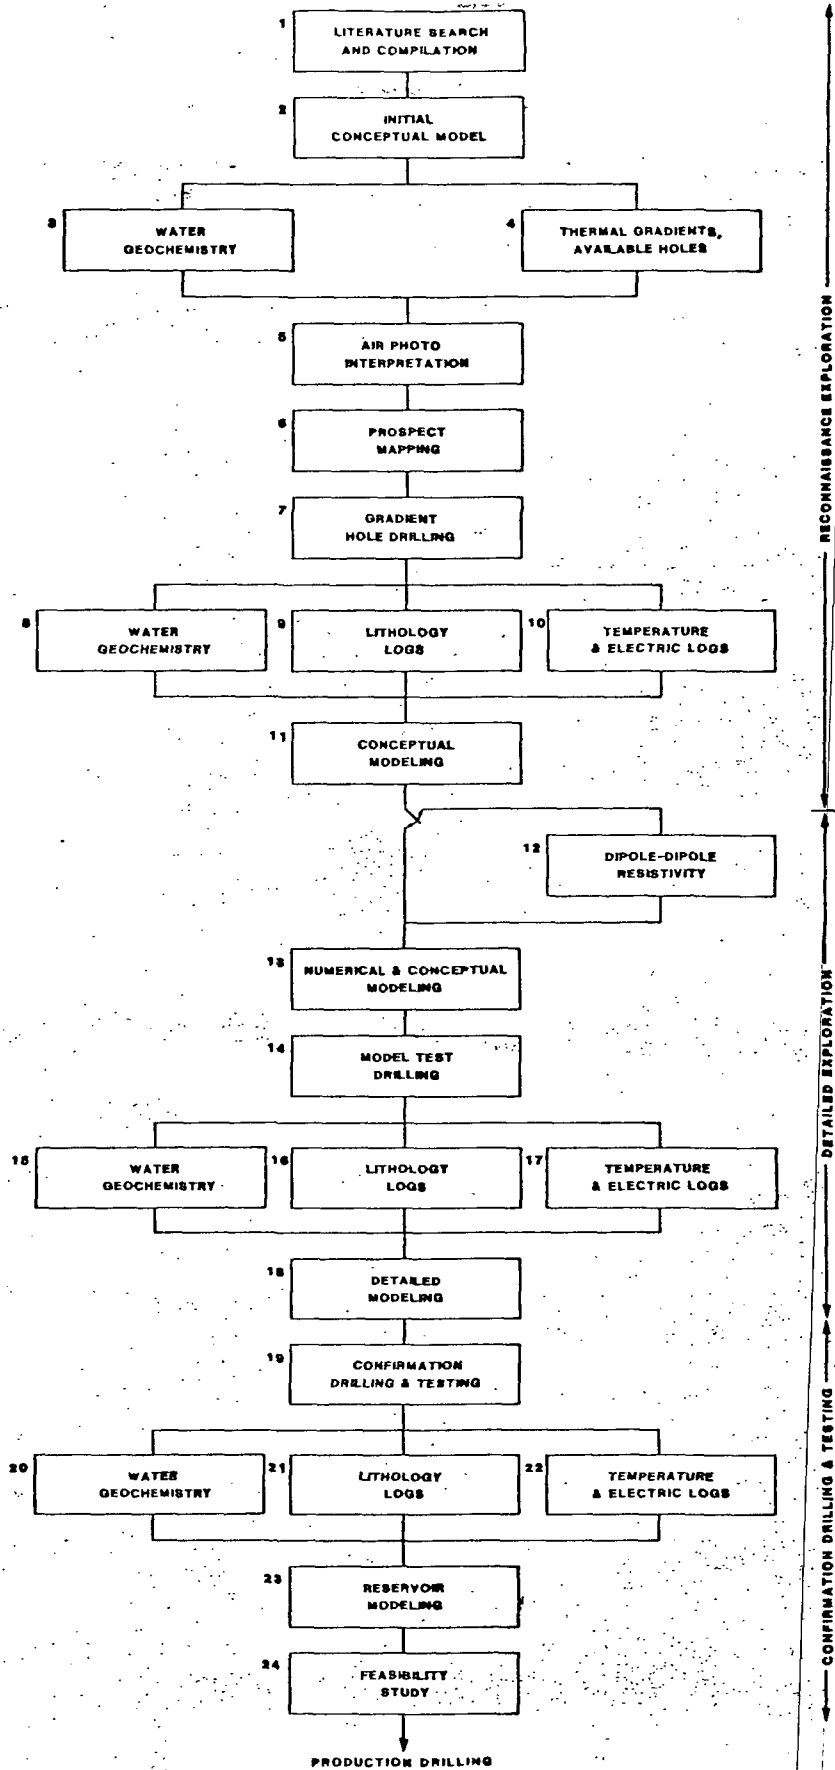 1
LITERATURE SEARCH
AND COMPILATION
2
INITIAL
CONCEPTUAL MODEL
3
WATER
GEOCHEMISTRY
4
THERMAL GRADIENTS,
AVAILABLE HOLES
5
AIR PHOTO
INTERPRETATION
6
PROSPECT
MAPPING
7
GRADIENT
HOLE DRILLING
8
WATER
GEOCHEMISTRY
9
LITHOLOGY
LOGS
10
TEMPERATURE
& ELECTRIC LOGS
11
CONCEPTUAL
MODELING
RECONNAISSANCE EXPLORATION
12
DIPOLE-DIPOLE
RESISTIVITY
13
NUMERICAL & CONCEPTUAL
MODELING
14
MODEL TEST
DRILLING
15
WATER
GEOCHEMISTRY
16
LITHOLOGY
LOGS
17
TEMPERATURE
& ELECTRIC LOGS
18
DETAILED
MODELING
DETAILED EXPLORATION
19
CONFIRMATION
DRILLING & TESTING
20
WATER
GEOCHEMISTRY
21
LITHOLOGY
LOGS
22
TEMPERATURE
& ELECTRIC LOGS
23
RESERVOIR
MODELING
24
FEASIBILITY
STUDY
CONFIRMATION DRILLING & TESTING
PRODUCTION DRILLING